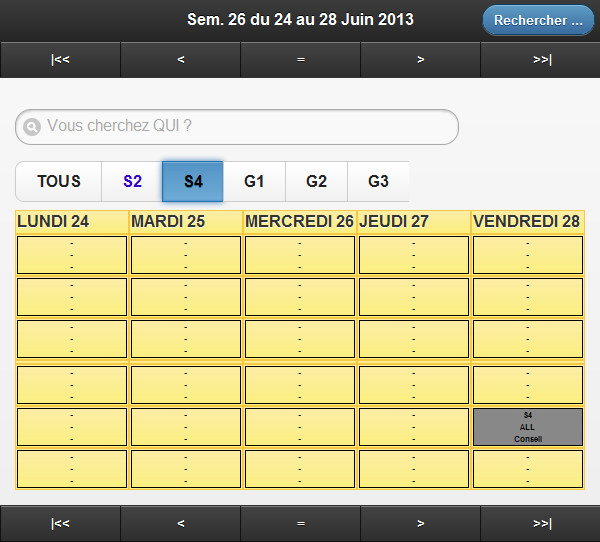 Sem. 26 du 24 au 28 Juin 2013
Rechercher ...
|<< < = > >>|
Vous cherchez QUI ?
TOUS S2 S4 G1 G2 G3
LUNDI 24 MARDI 25 MERCREDI 26 JEUDI 27 VENDREDI 28
- - - - -
- - - - -
- - - - -
- - - - -
- - - - -
- - - - -
- - - - -
- - - - -
- - - - -
- - - - -
- - - - -
- - - - -
- - - - S4
- - - - ALL
- - - - Conseil
- - - - -
- - - - -
- - - - -
|<< < = > >>|